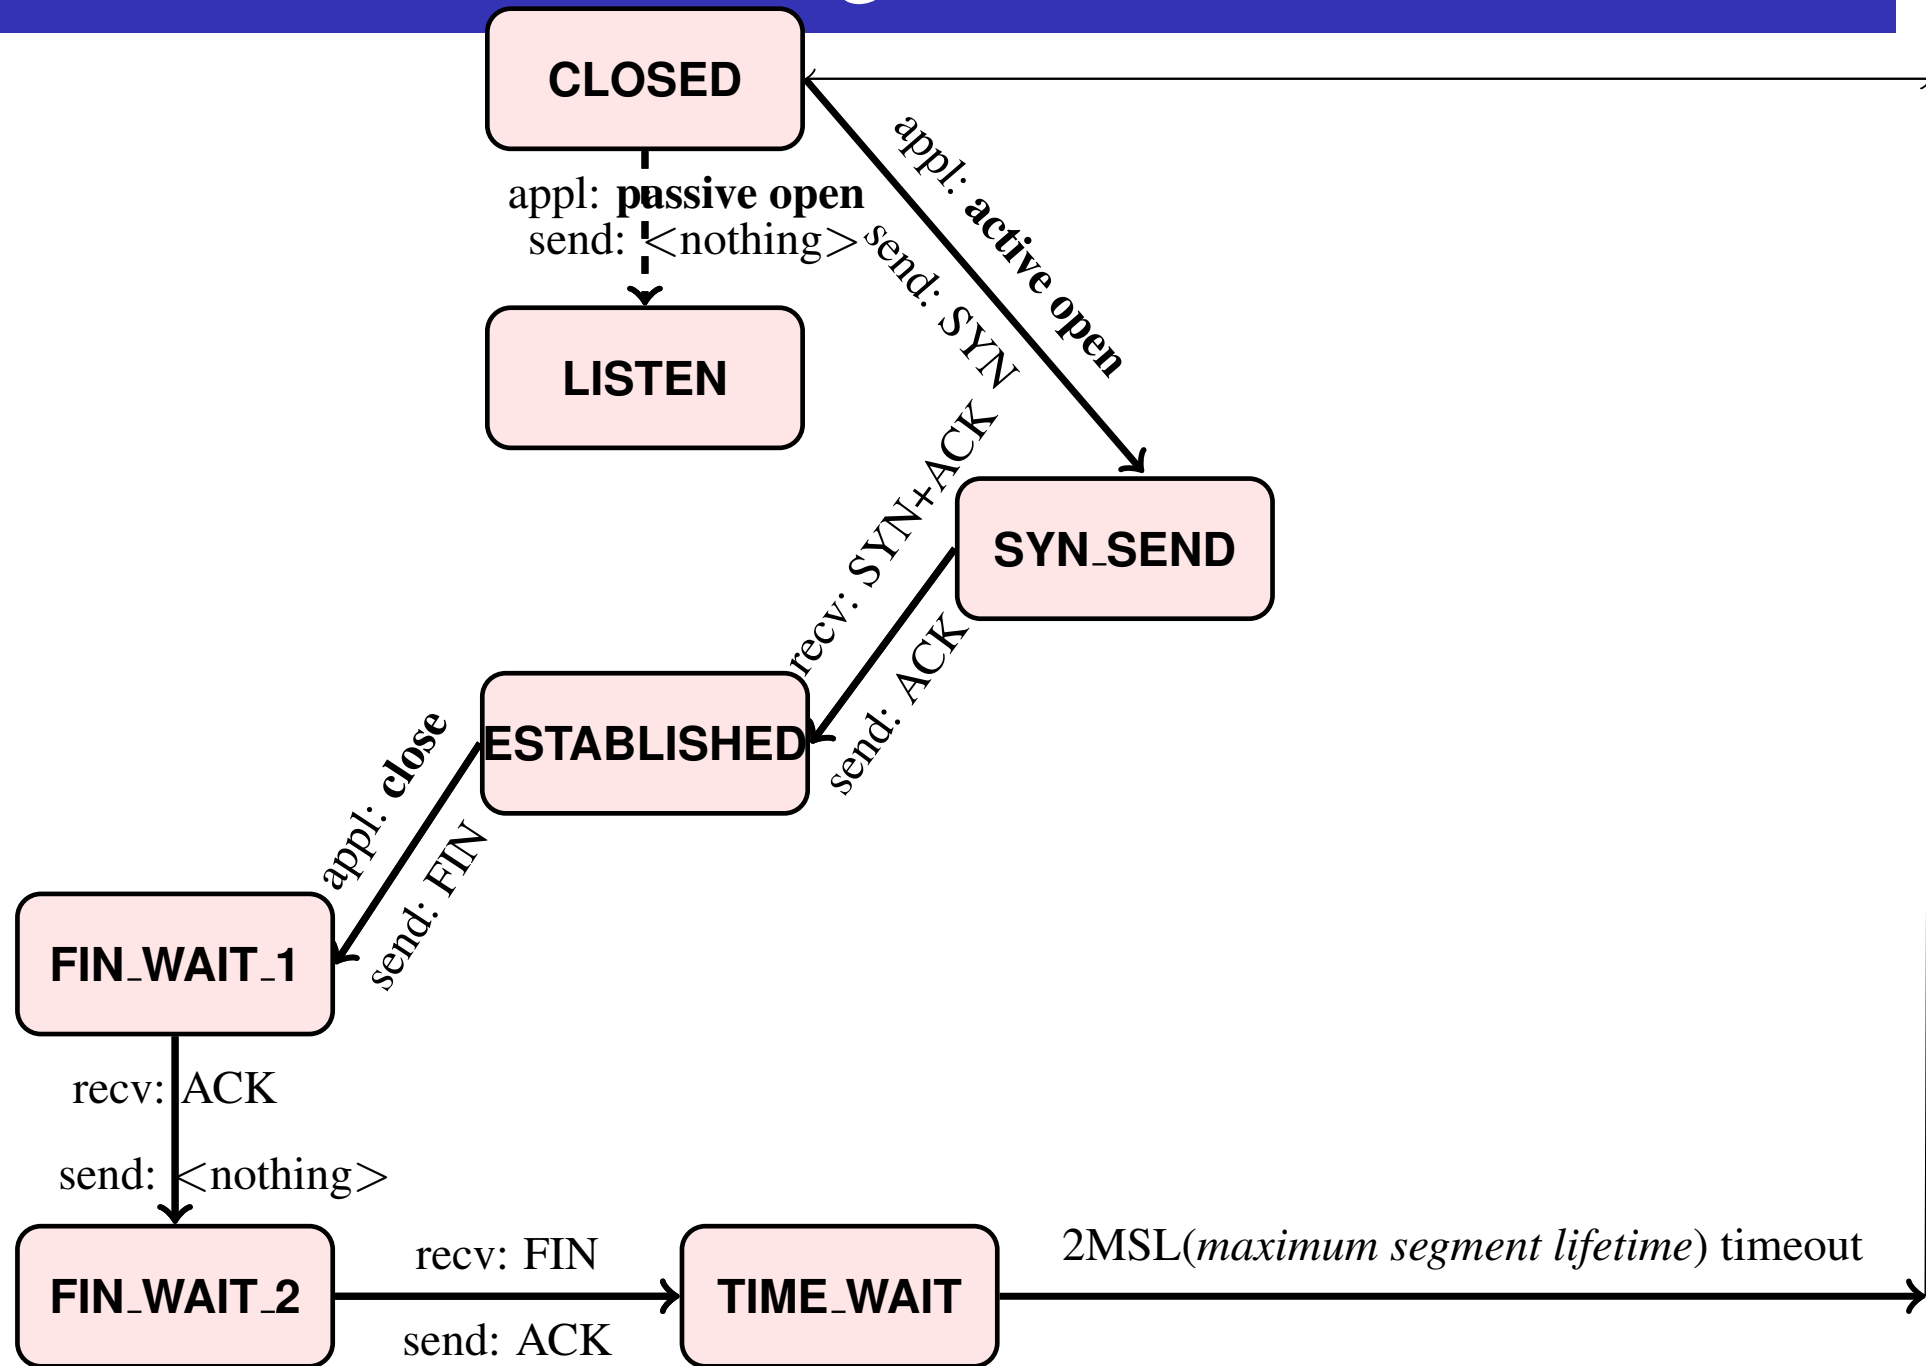 CLOSED
appl: passive open
send: <nothing>
appl: active open
send: SYN
LISTEN
recv: SYN+ACK
send: ACK
SYN_SEND
ESTABLISHED
appl: close
send: FIN
FIN_WAIT_1
recv: ACK
send: <nothing>
FIN_WAIT_2
recv: FIN
send: ACK
TIME_WAIT
2MSL(maximum segment lifetime) timeout